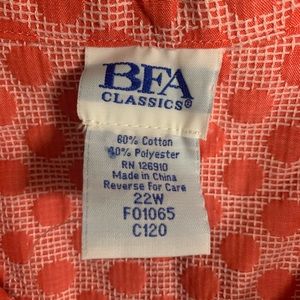 BFA
CLASSICS®
60% Cotton
40% Polyester
RN 126910
Made in China
Reverse For Care
22W
F01065
C120